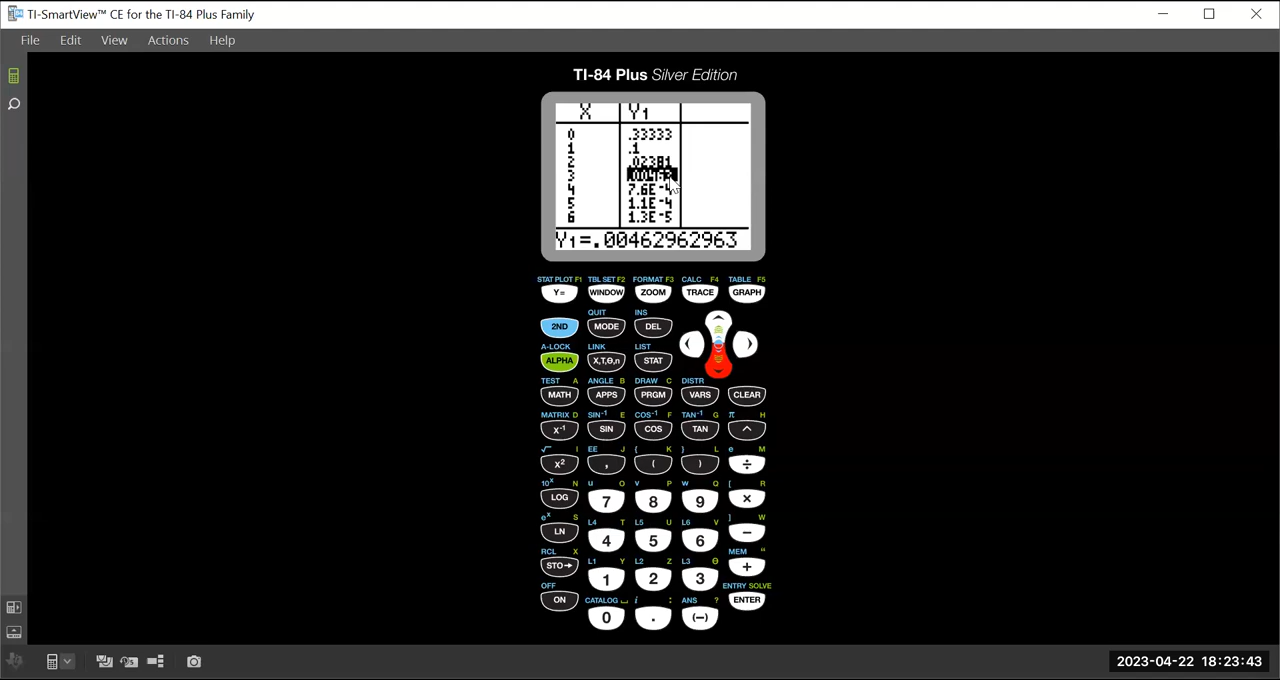 TI-SmartView™ CE for the TI-84 Plus Family
File Edit View Actions Help
TI-84 Plus Silver Edition
X Y₁
0 .33333
1 .1
2 .02381
3
4 7.6E-4
5 1.1E-4
6 1.3E-5
Y₁=.00462962963
STAT PLOT F1 TBL SET F2 FORMAT F3 CALC F4 TABLE F5
Y= WINDOW ZOOM TRACE GRAPH
QUIT INS
2ND MODE DEL
A-LOCK LINK LIST
ALPHA X,T,Θ,n STAT
TEST A ANGLE B DRAW C DISTR
MATH APPS PRGM VARS CLEAR
MATRIX D SIN⁻¹ E COS⁻¹ F TAN⁻¹ G π H
x⁻¹ SIN COS TAN ^
√ I EE J { K } L e M
x² , ( ) ÷
10ˣ N u O v P w Q [ R
LOG 7 8 9 ×
eˣ S L4 T L5 U L6 V ] W
LN 4 5 6 −
RCL X L1 Y L2 Z L3 Θ MEM “
STO→ 1 2 3 +
OFF CATALOG ⎵ i : ANS ? ENTRY SOLVE
ON 0 . (−) ENTER
2023-04-22 18:23:43